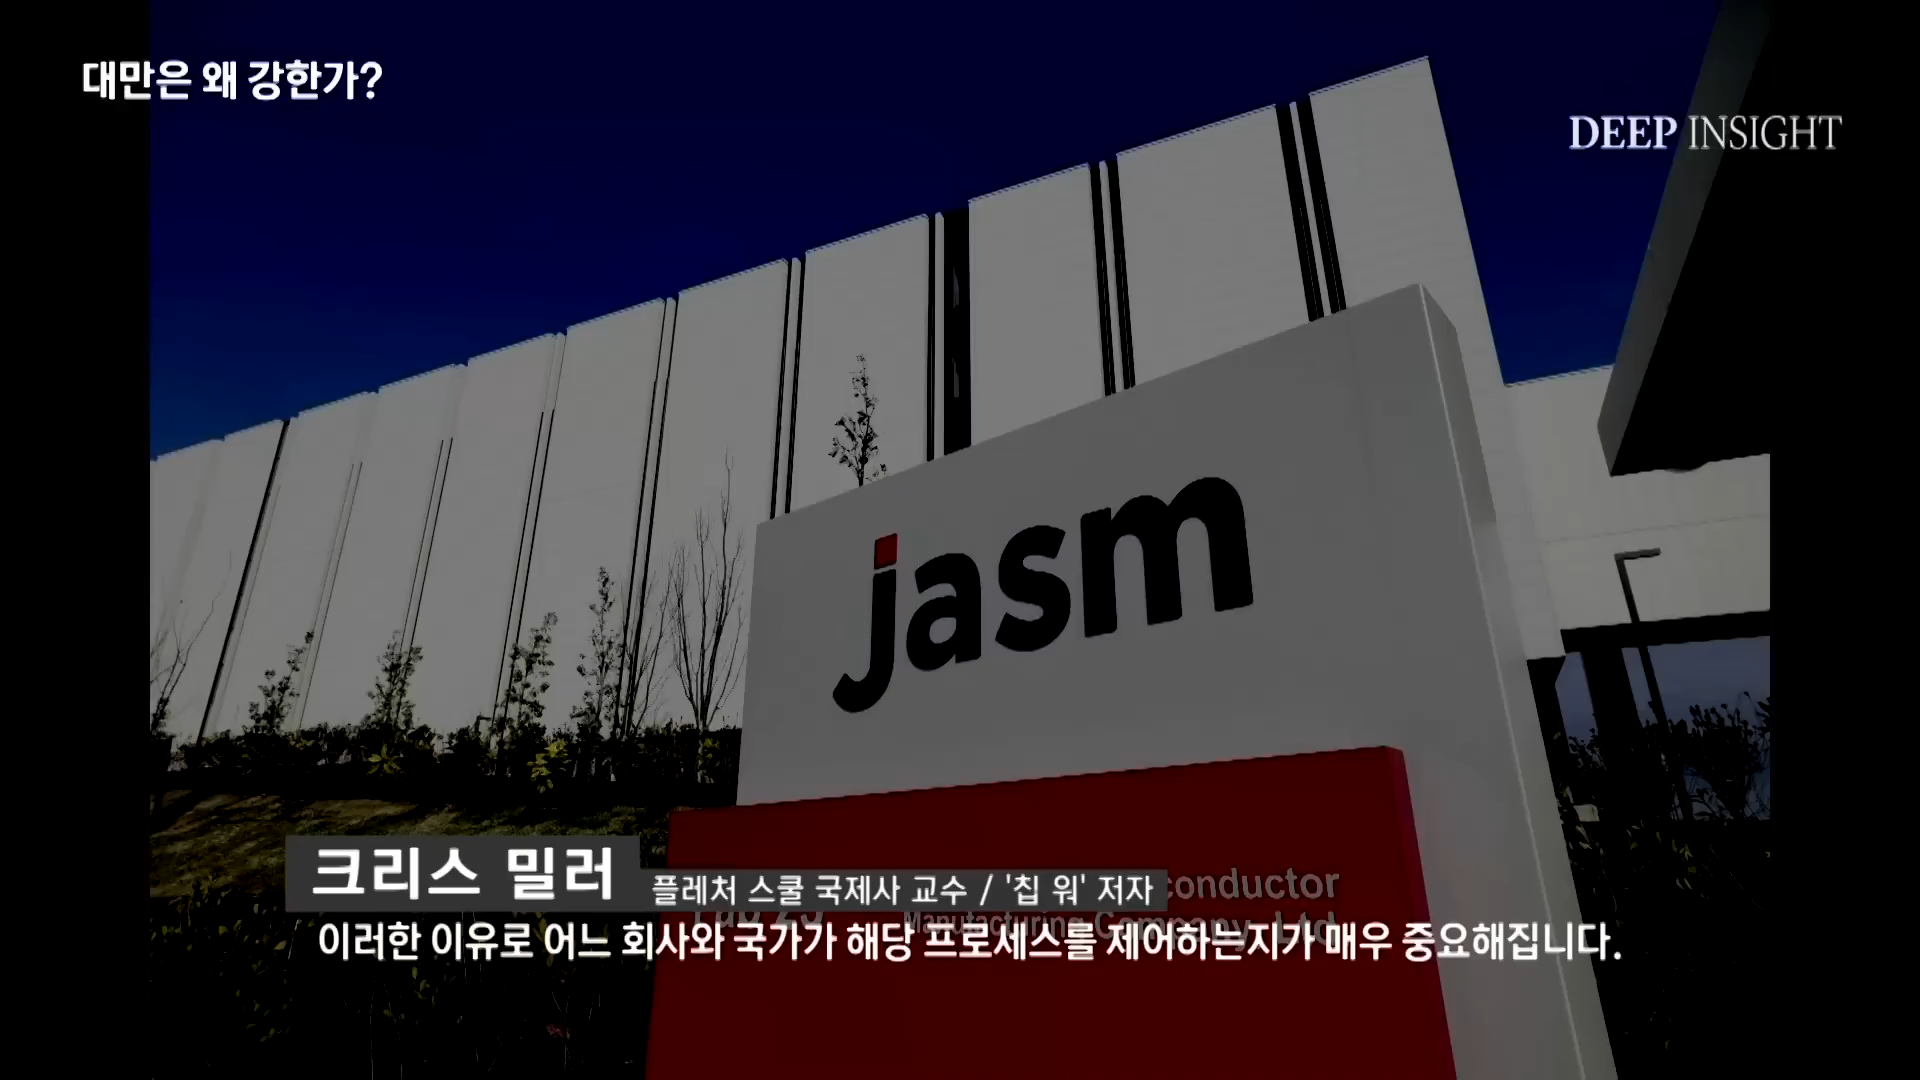 대만은 왜 강한가?
DEEP INSIGHT
jasm
크리스 밀러
플레처 스쿨 국제사 교수 / '칩 워' 저자
conductor
Manufacturing Company, Ltd
이러한 이유로 어느 회사와 국가가 해당 프로세스를 제어하는지가 매우 중요해집니다.